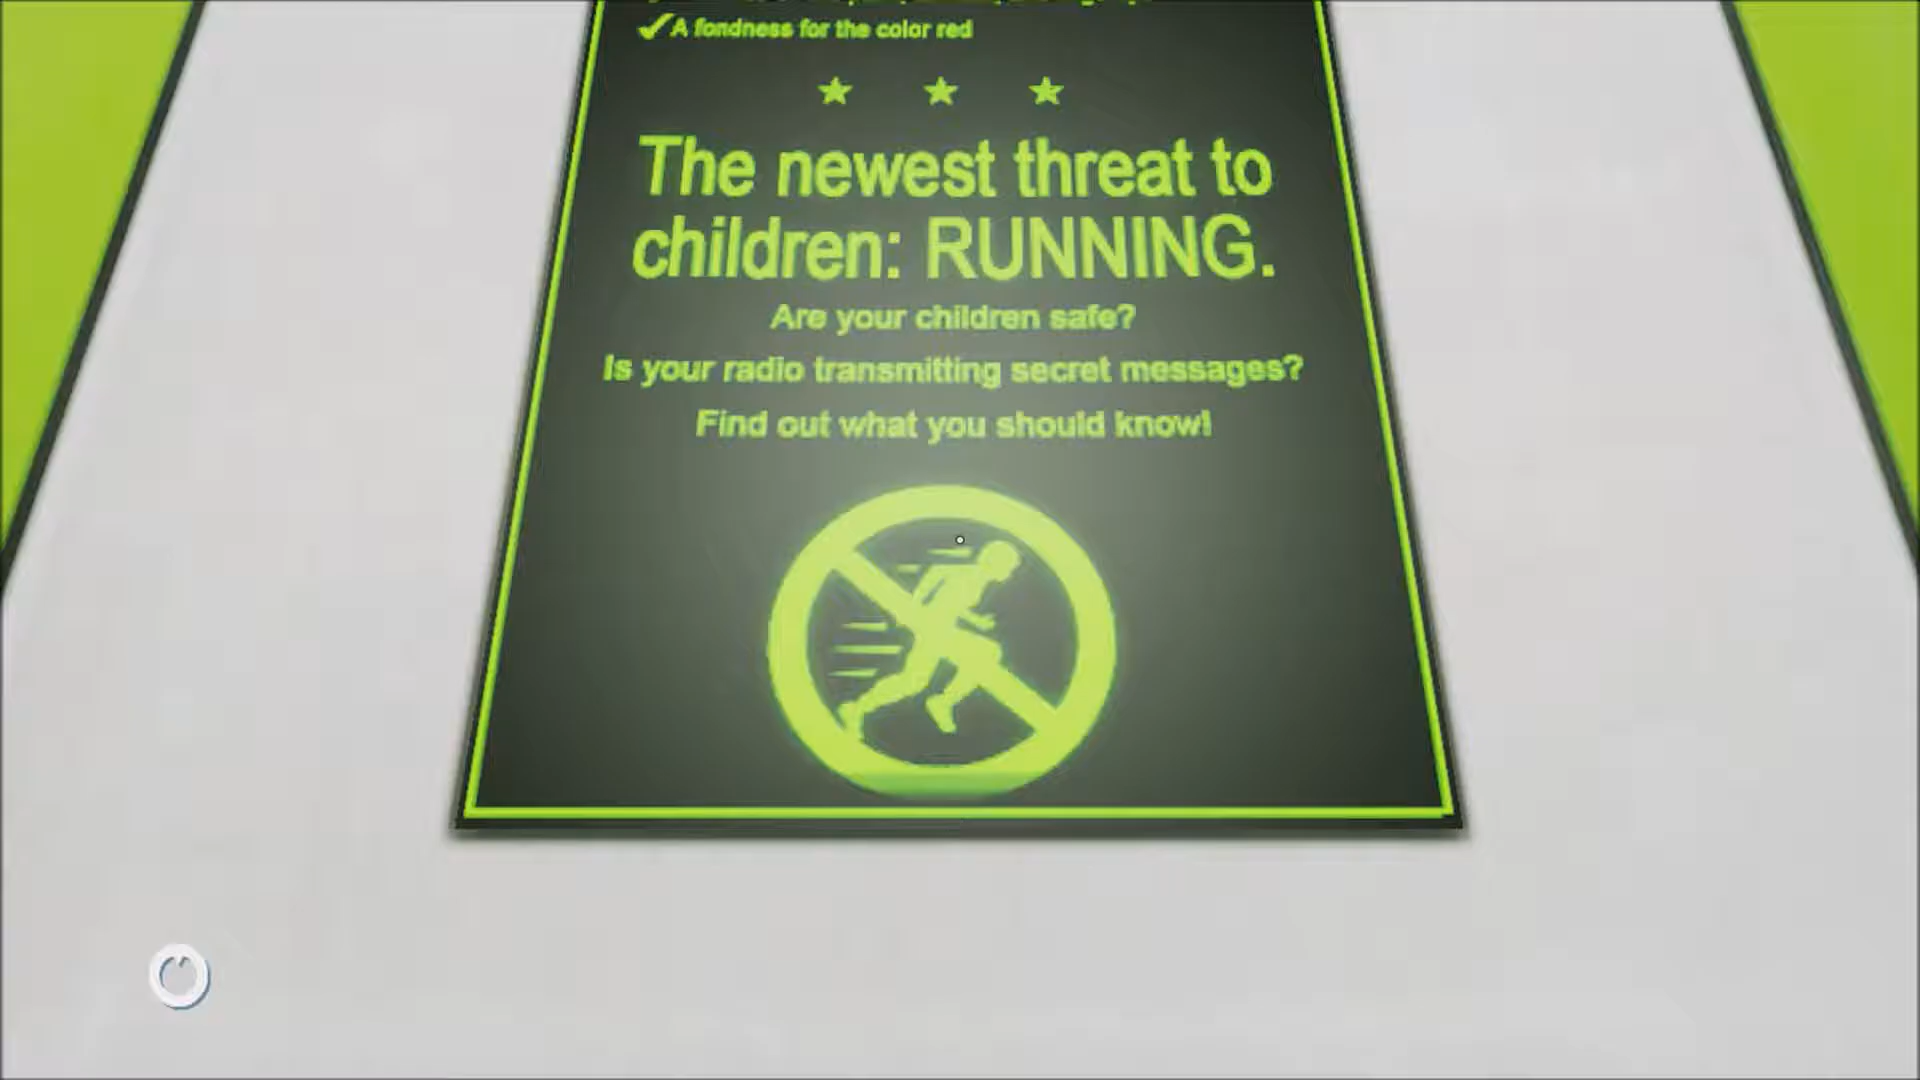 ✓A fondness for the color red
The newest threat to
children: RUNNING.
Are your children safe?
Is your radio transmitting secret messages?
Find out what you should know!